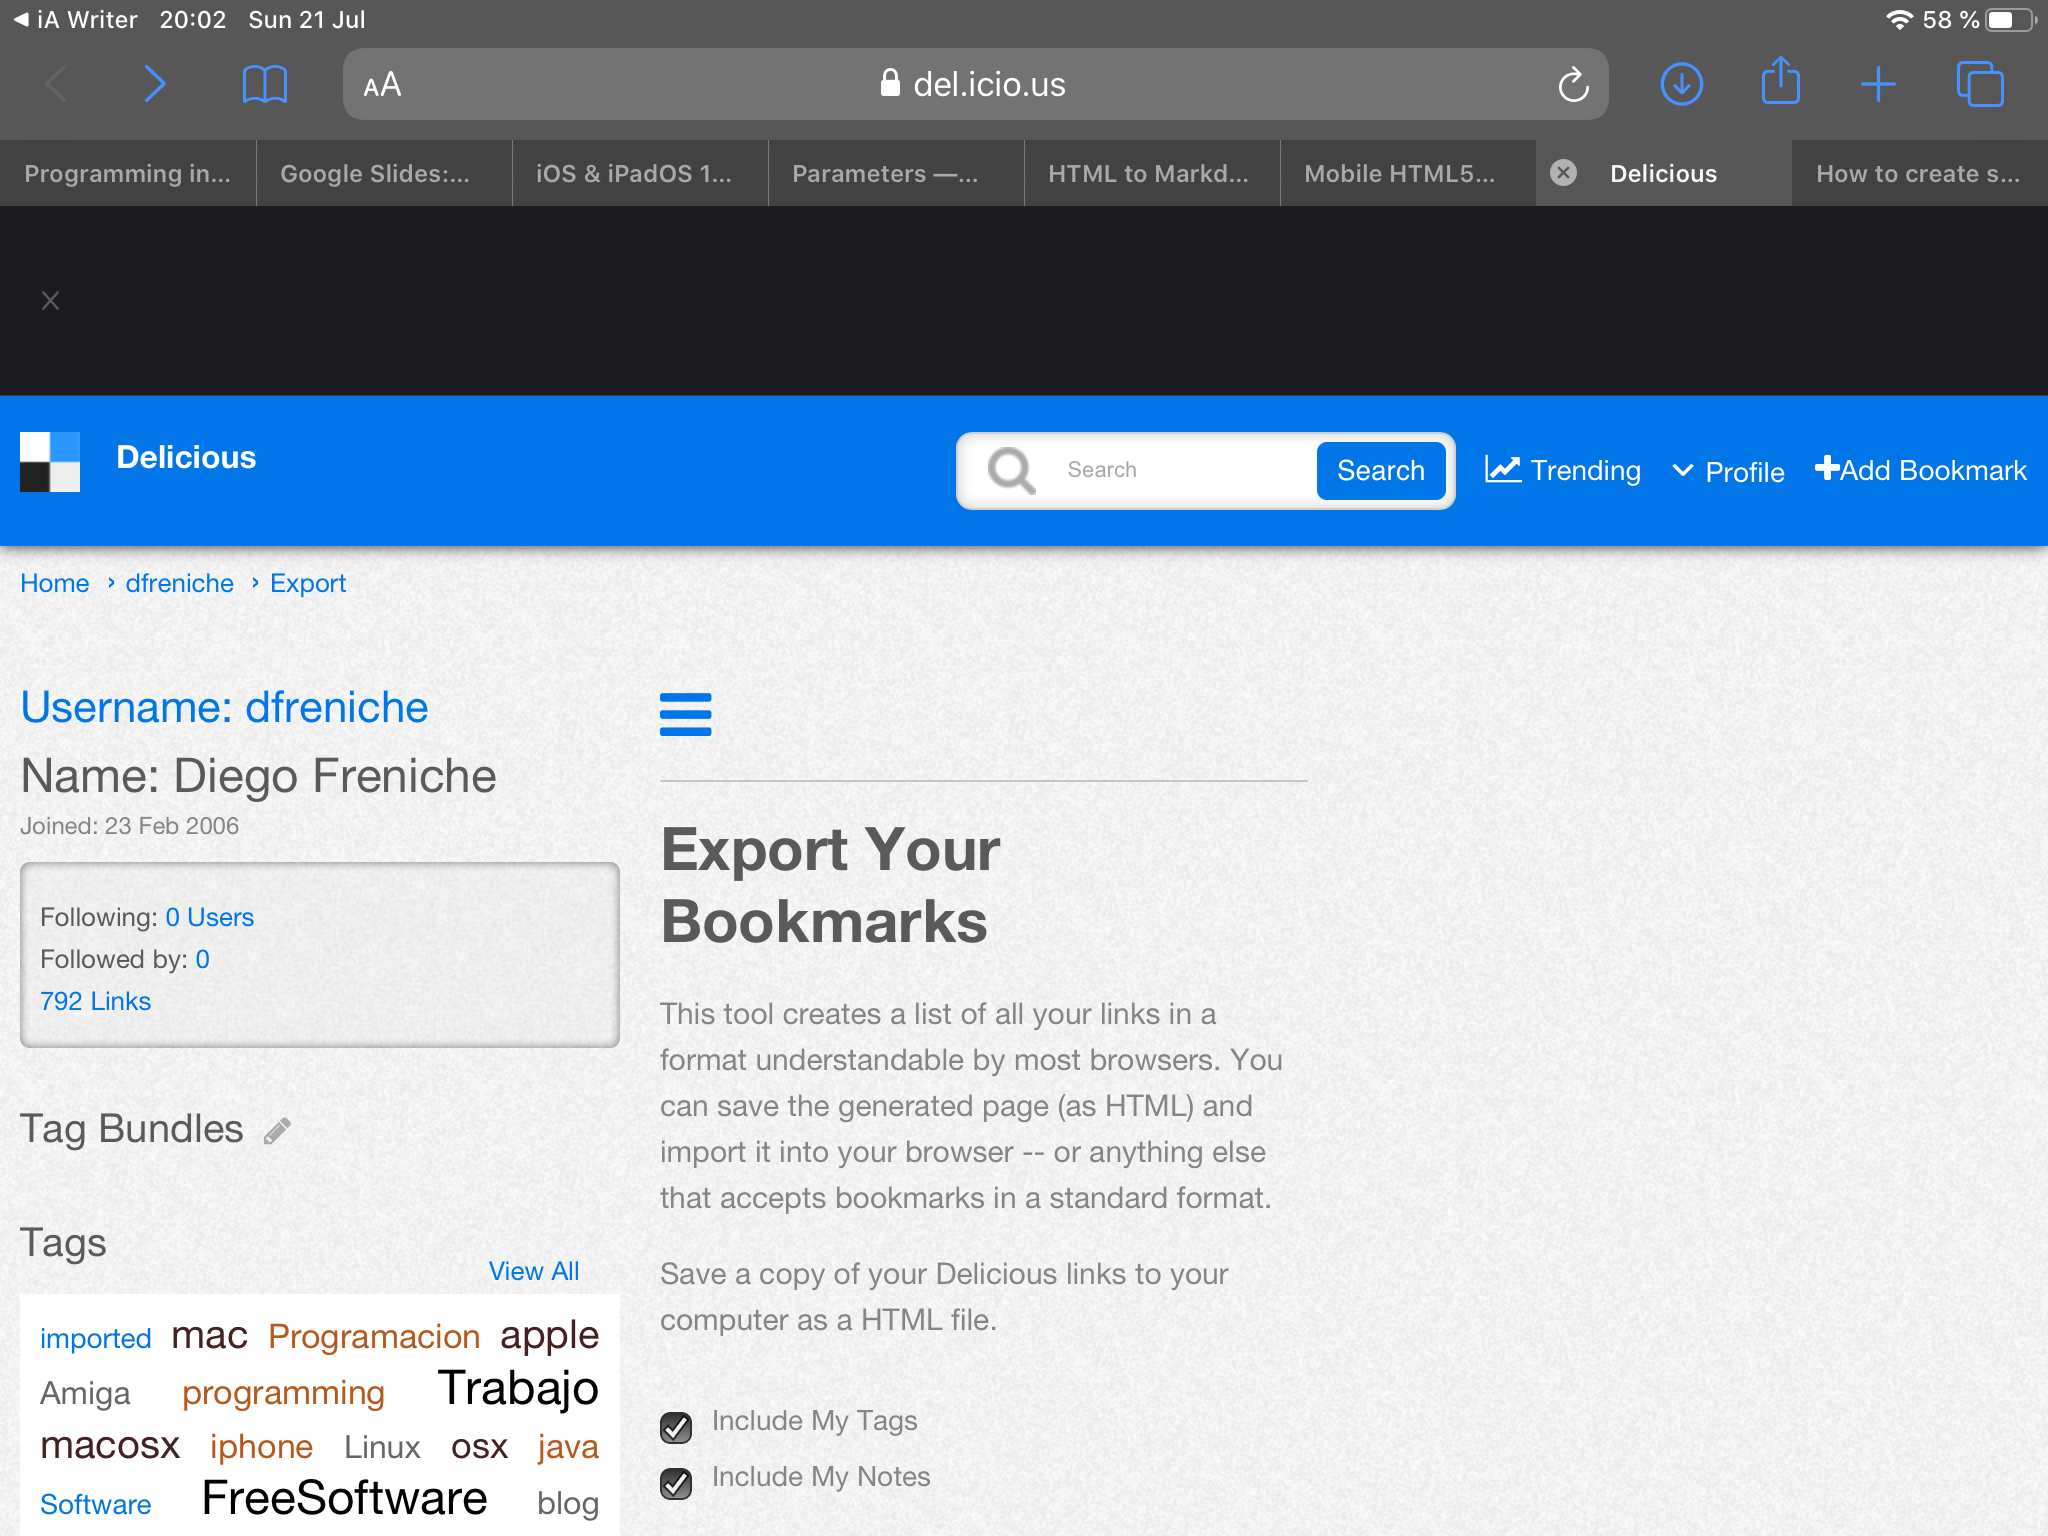 iA Writer 20:02 Sun 21 Jul 58 %
AA del.icio.us
Programming in... Google Slides:... iOS & iPadOS 1... Parameters —... HTML to Markd... Mobile HTML5... Delicious How to create s...
Delicious Search Search Trending Profile Add Bookmark
Home › dfreniche › Export
Username: dfreniche
Name: Diego Freniche
Joined: 23 Feb 2006
Following: 0 Users
Followed by: 0
792 Links
Tag Bundles
Tags
View All
imported mac Programacion apple
Amiga programming Trabajo
macosx iphone Linux osx java
Software FreeSoftware blog
Export Your
Bookmarks
This tool creates a list of all your links in a
format understandable by most browsers. You
can save the generated page (as HTML) and
import it into your browser -- or anything else
that accepts bookmarks in a standard format.
Save a copy of your Delicious links to your
computer as a HTML file.
Include My Tags
Include My Notes